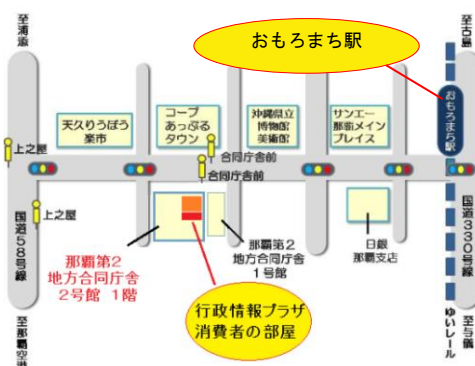 至浦添
おもろまち駅
至古島
天久りうぼう
楽市
コープ
あっぷる
タウン
沖縄県立
博物館
美術館
サンエー
那覇メイン
プレイス
おもろまち駅
上之屋
合同庁舎前
合同庁舎前
上之屋
国道58号線
那覇第2
地方合同庁舎
2号館 1階
那覇第2
地方合同庁舎
1号館
日銀
那覇支店
国道330号線
行政情報プラザ
消費者の部屋
至那覇空港
ゆいレール
至与儀